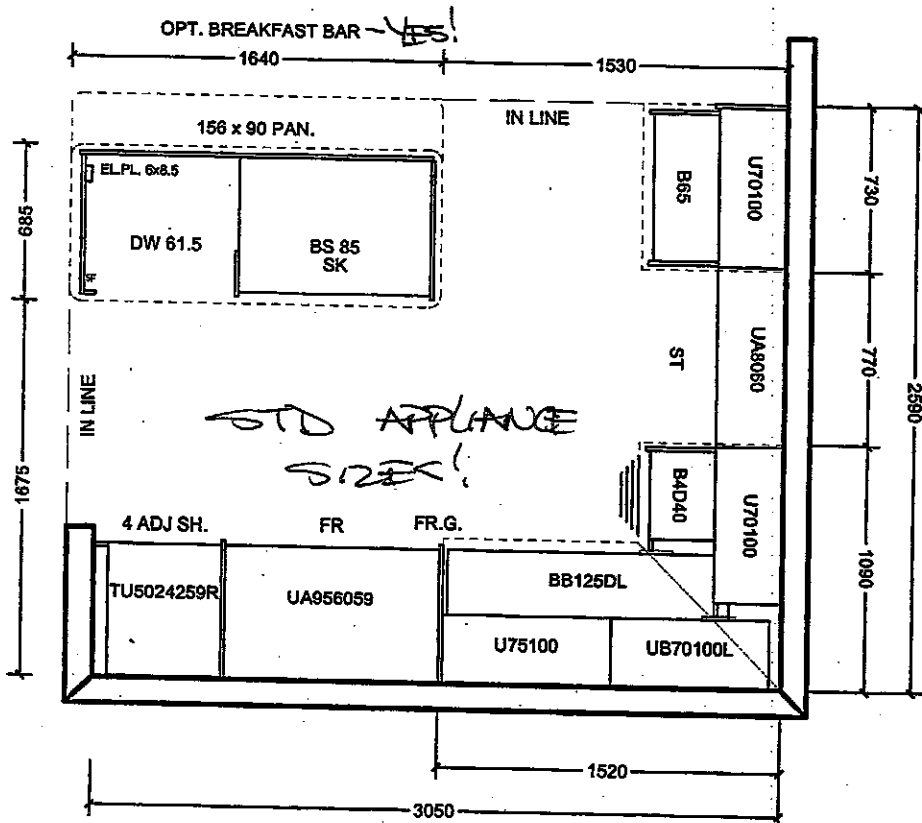 OPT. BREAKFAST BAR - YES!
1640
1530
156 x 90 PAN.
IN LINE
EL.PL. 6x8.5
DW 61.5
BS 85
SK
B65
U70100
730
685
770
2590
ST
UA8060
IN LINE
STD APPLIANCE
SIZES!
1675
B4D40
U70100
1090
4 ADJ SH.
FR
FR.G.
TU5024259R
UA956059
BB125DL
U75100
UB70100L
1520
3050